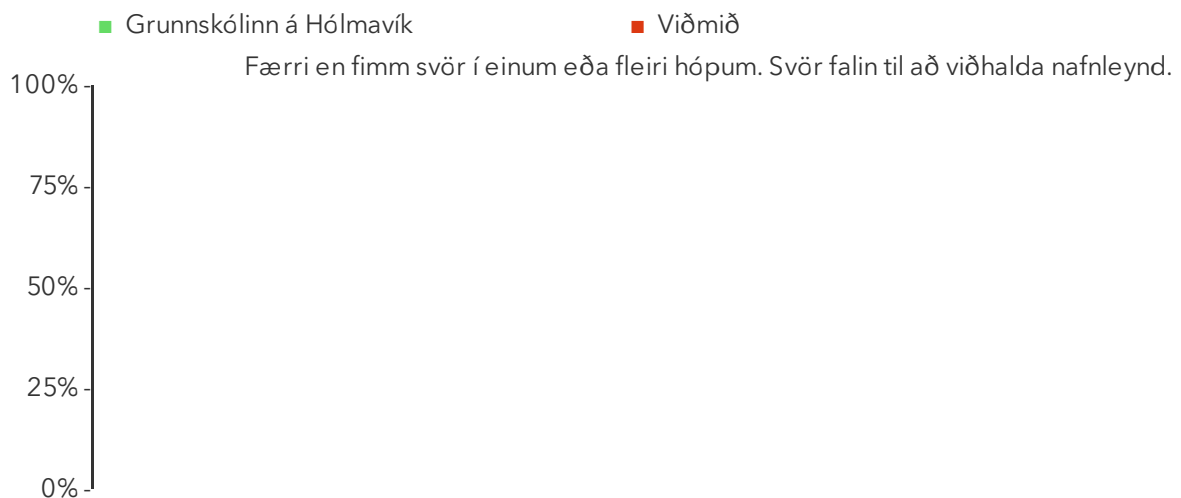 Grunnskólinn á Hólmavík Viðmið
Færri en fimm svör í einum eða fleiri hópum. Svör falin til að viðhalda nafnleynd.
100%
75%
50%
25%
0%